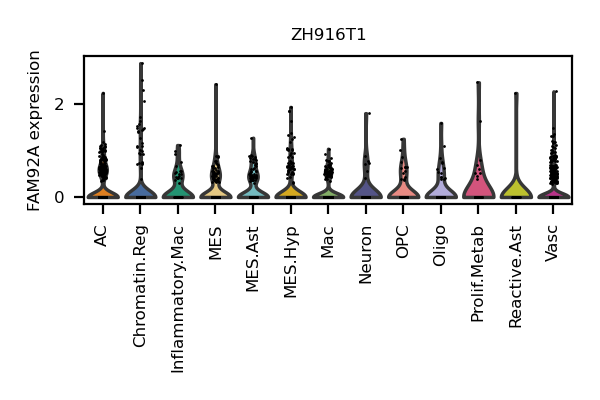 ZH916T1
FAM92A expression
2
0
AC
Chromatin.Reg
Inflammatory.Mac
MES
MES.Ast
MES.Hyp
Mac
Neuron
OPC
Oligo
Prolif.Metab
Reactive.Ast
Vasc